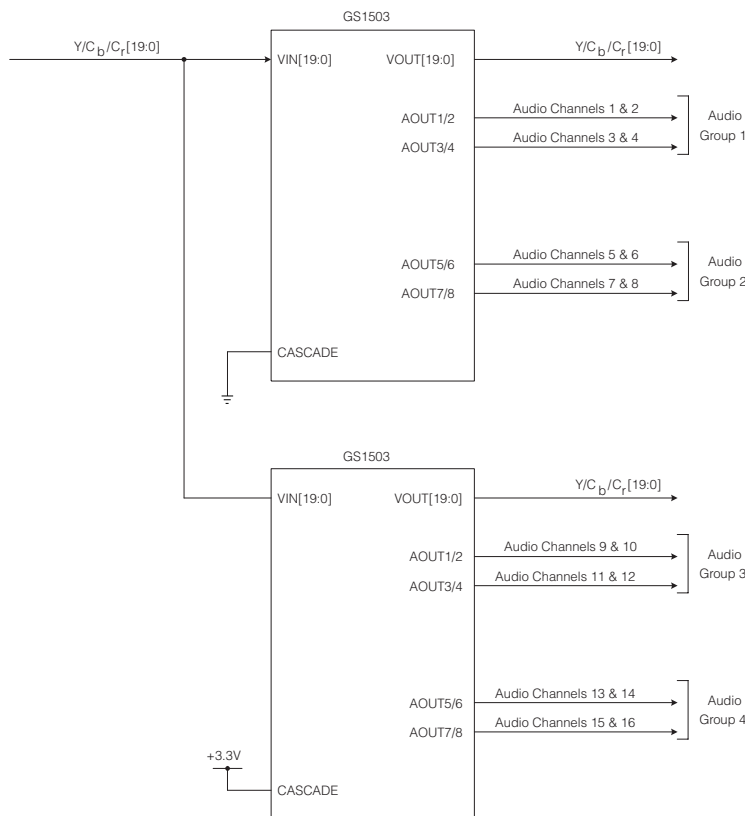 GS1503
Y/Cb/Cr[19:0]
VIN[19:0]
VOUT[19:0]
Y/Cb/Cr[19:0]
AOUT1/2
Audio Channels 1 & 2
AOUT3/4
Audio Channels 3 & 4
Audio
Group 1
AOUT5/6
Audio Channels 5 & 6
AOUT7/8
Audio Channels 7 & 8
Audio
Group 2
CASCADE
GS1503
VIN[19:0]
VOUT[19:0]
Y/Cb/Cr[19:0]
AOUT1/2
Audio Channels 9 & 10
AOUT3/4
Audio Channels 11 & 12
Audio
Group 3
AOUT5/6
Audio Channels 13 & 14
AOUT7/8
Audio Channels 15 & 16
Audio
Group 4
+3.3V
CASCADE